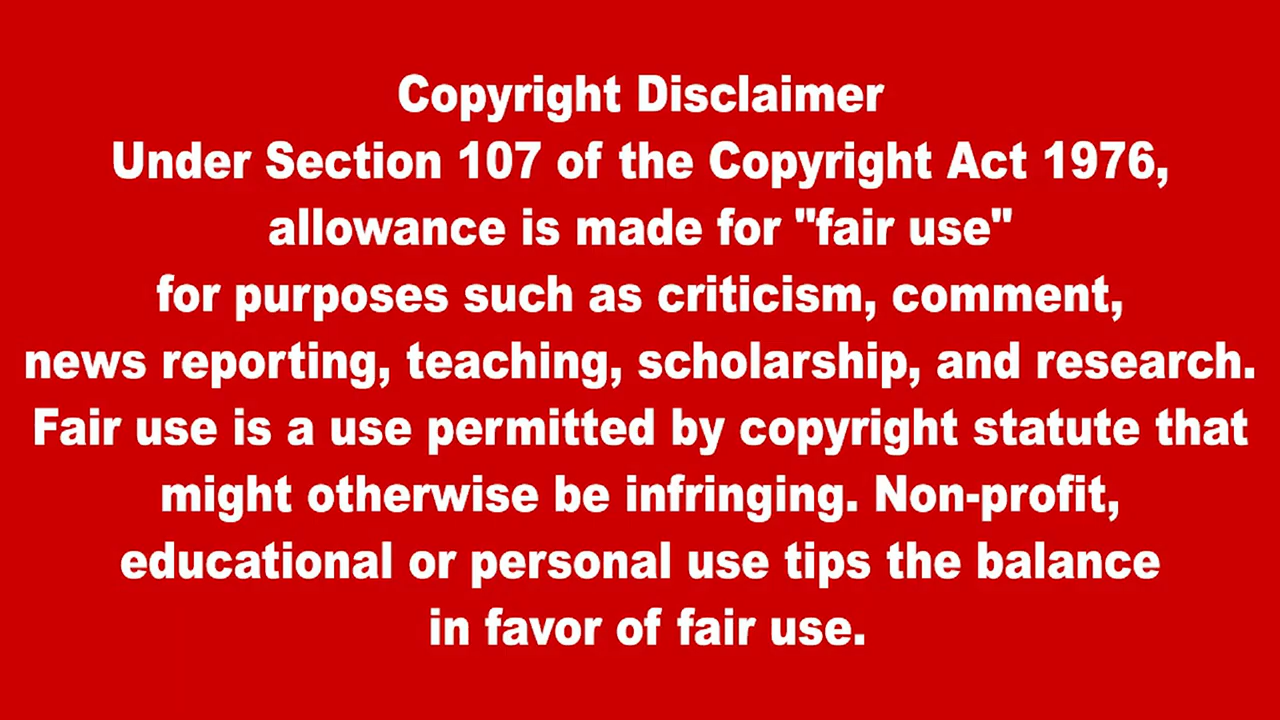 Copyright Disclaimer
Under Section 107 of the Copyright Act 1976,
allowance is made for "fair use"
for purposes such as criticism, comment,
news reporting, teaching, scholarship, and research.
Fair use is a use permitted by copyright statute that
might otherwise be infringing. Non-profit,
educational or personal use tips the balance
in favor of fair use.